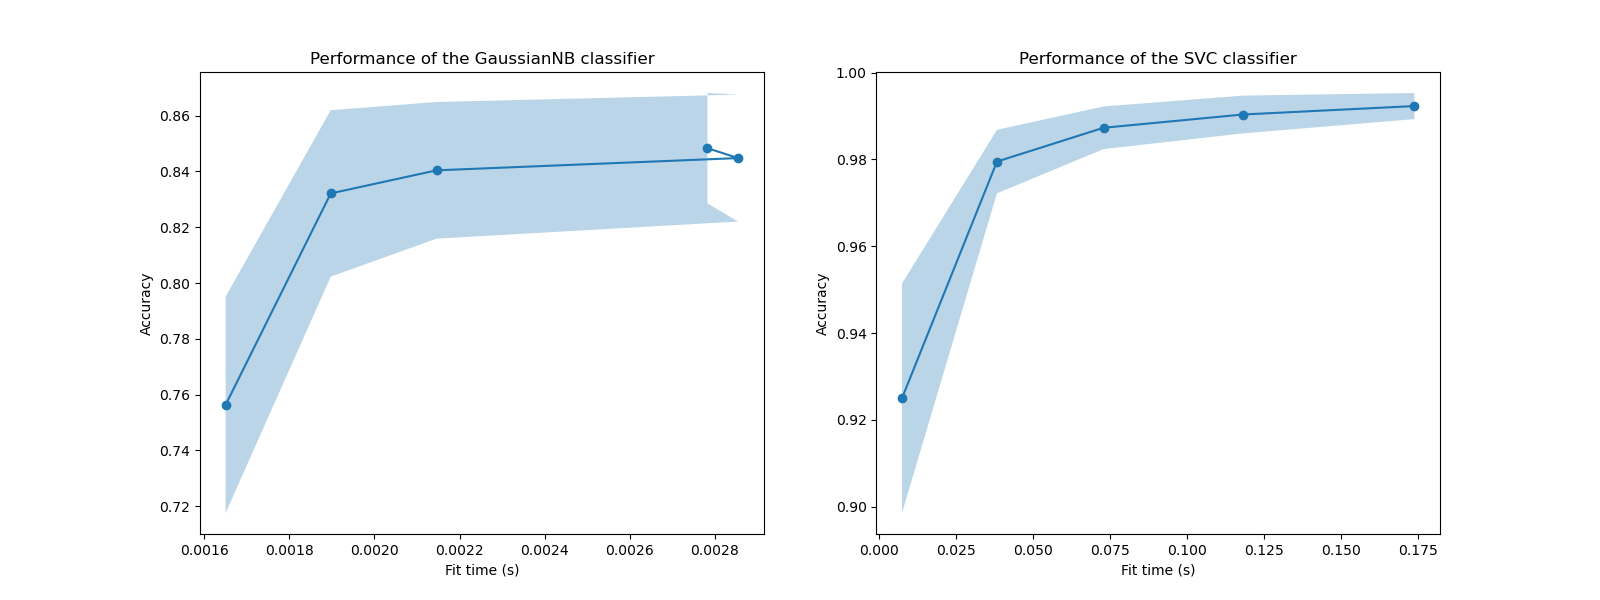 Performance of the GaussianNB classifier
0.86
0.84
0.82
0.80
0.78
0.76
0.74
0.72
Accuracy
0.0016 0.0018 0.0020 0.0022 0.0024 0.0026 0.0028
Fit time (s)
Performance of the SVC classifier
1.00
0.98
0.96
0.94
0.92
0.90
Accuracy
0.000 0.025 0.050 0.075 0.100 0.125 0.150 0.175
Fit time (s)